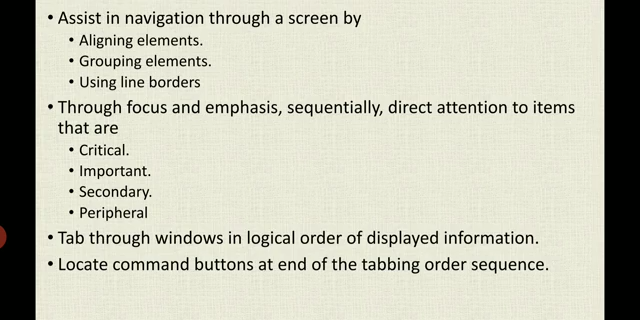 • Assist in navigation through a screen by
• Aligning elements.
• Grouping elements.
• Using line borders
• Through focus and emphasis, sequentially, direct attention to items
that are
• Critical.
• Important.
• Secondary.
• Peripheral
• Tab through windows in logical order of displayed information.
• Locate command buttons at end of the tabbing order sequence.